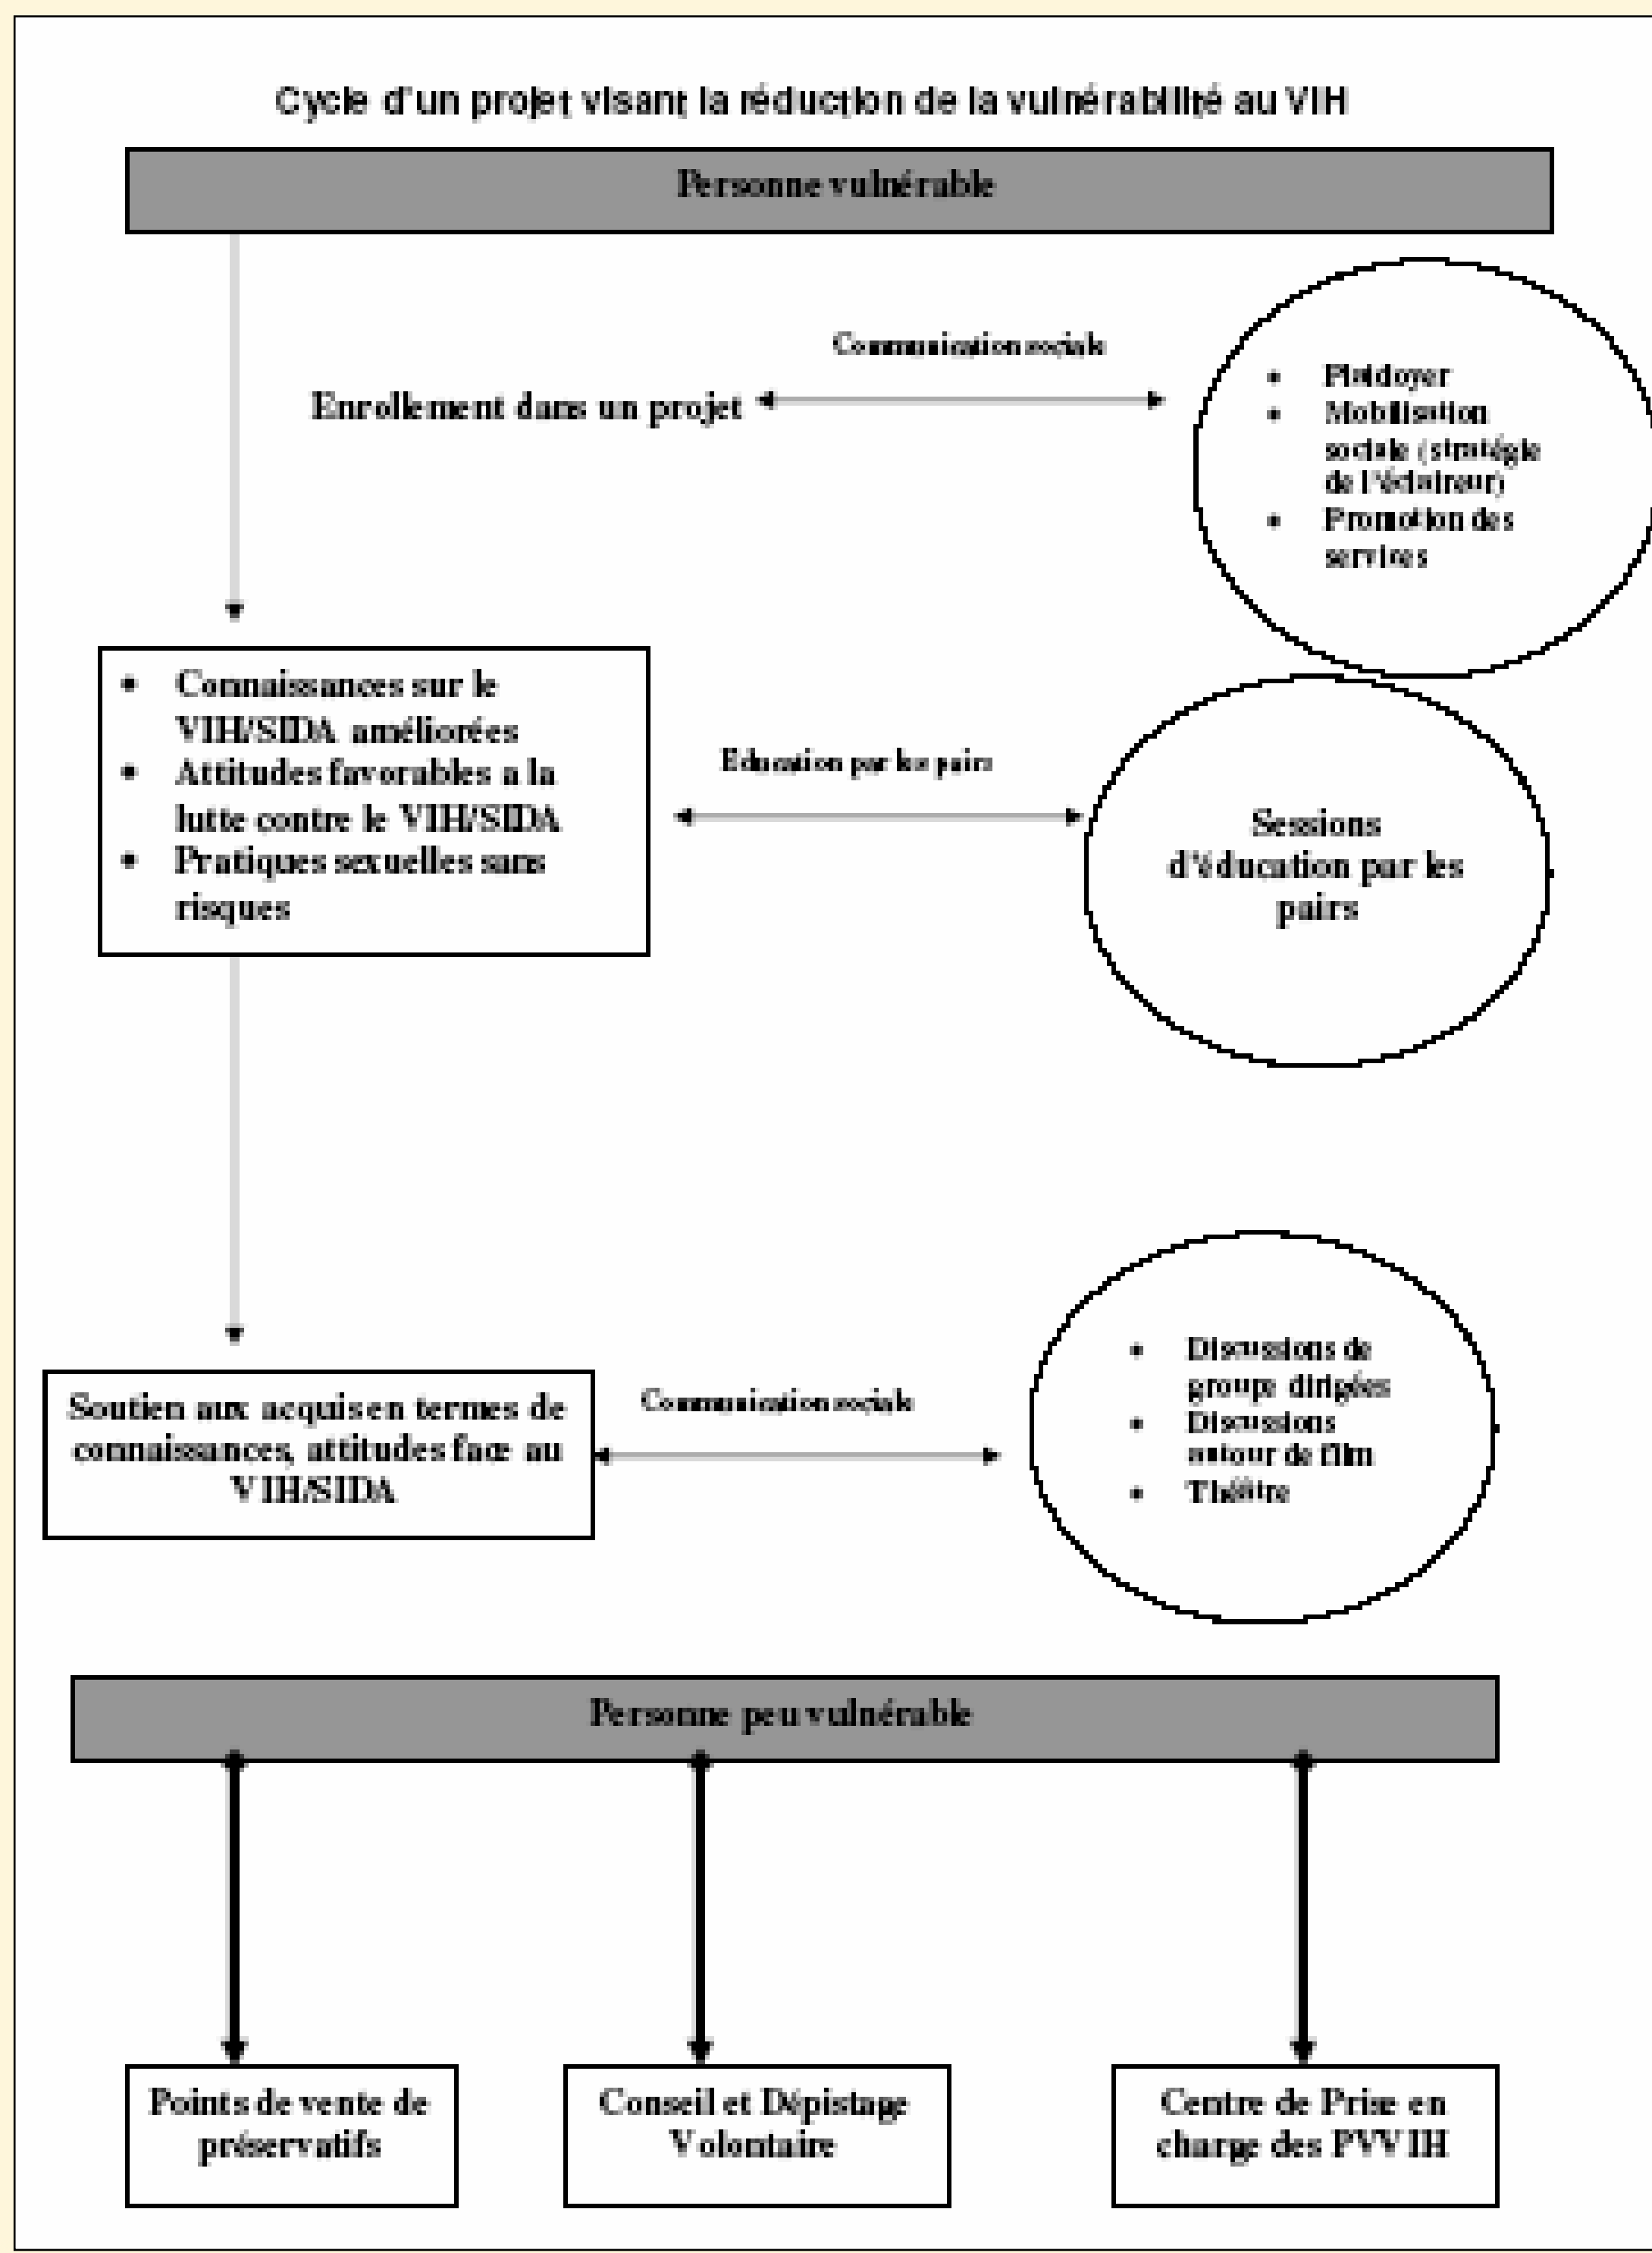 Cycle d'un projet visant la réduction de la vulnérabilité au VIH
Personne vulnérable
Communication sociale
Enrollement dans un projet
• Plaidoyer
• Mobilisation
sociale (stratégie
de l'éclaireur)
• Promotion des
services
• Connaissances sur le
VIH/SIDA améliorées
• Attitudes favorables a la
lutte contre le VIH/SIDA
• Pratiques sexuelles sans
risques
Education par les pairs
Sessions
d'éducation par les
pairs
Soutien aux acquis en termes de
connaissances, attitudes face au
VIH/SIDA
Communication sociale
• Discussions de
groupe dirigées
• Discussions
autour de film
• Théâtre
Personne peu vulnérable
Points de vente de
préservatifs
Conseil et Dépistage
Volontaire
Centre de Prise en
charge des PVVIH